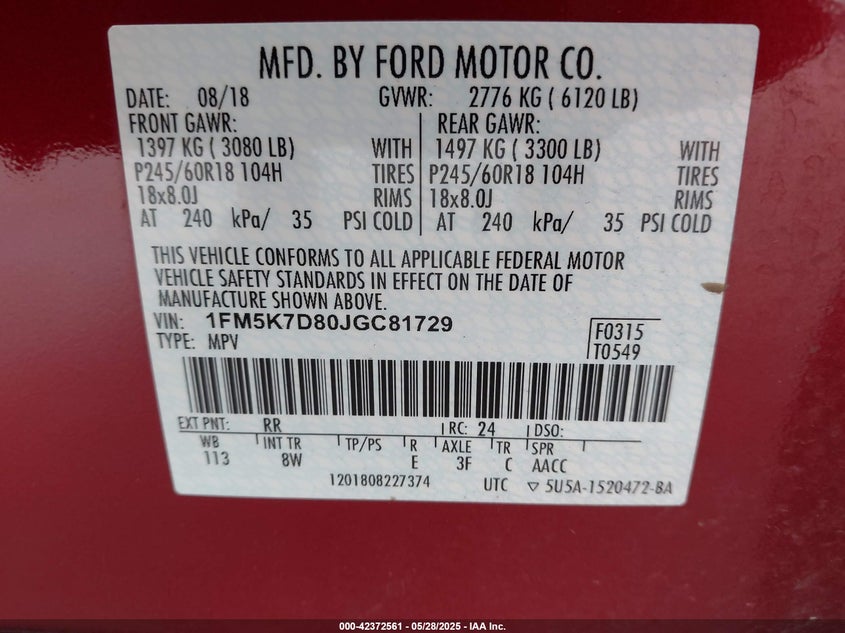 MFD. BY FORD MOTOR CO.
DATE: 08/18 GVWR: 2776 KG ( 6120 LB)
FRONT GAWR: REAR GAWR:
1397 KG ( 3080 LB) WITH 1497 KG ( 3300 LB) WITH
P245/60R18 104H TIRES P245/60R18 104H TIRES
18x8.0J RIMS 18x8.0J RIMS
AT 240 kPa/ 35 PSI COLD AT 240 kPa/ 35 PSI COLD
THIS VEHICLE CONFORMS TO ALL APPLICABLE FEDERAL MOTOR
VEHICLE SAFETY STANDARDS IN EFFECT ON THE DATE OF
MANUFACTURE SHOWN ABOVE.
VIN: 1FM5K7D80JGC81729 F0315
TYPE: MPV T0549
EXT PNT: RR RC: 24 DSO:
WB INT TR TP/PS R AXLE TR SPR
113 8W E 3F C AACC
1201808227374 UTC ▽ 5U5A-1520472-BA
000-42372561 - 05/28/2025 - IAA Inc.